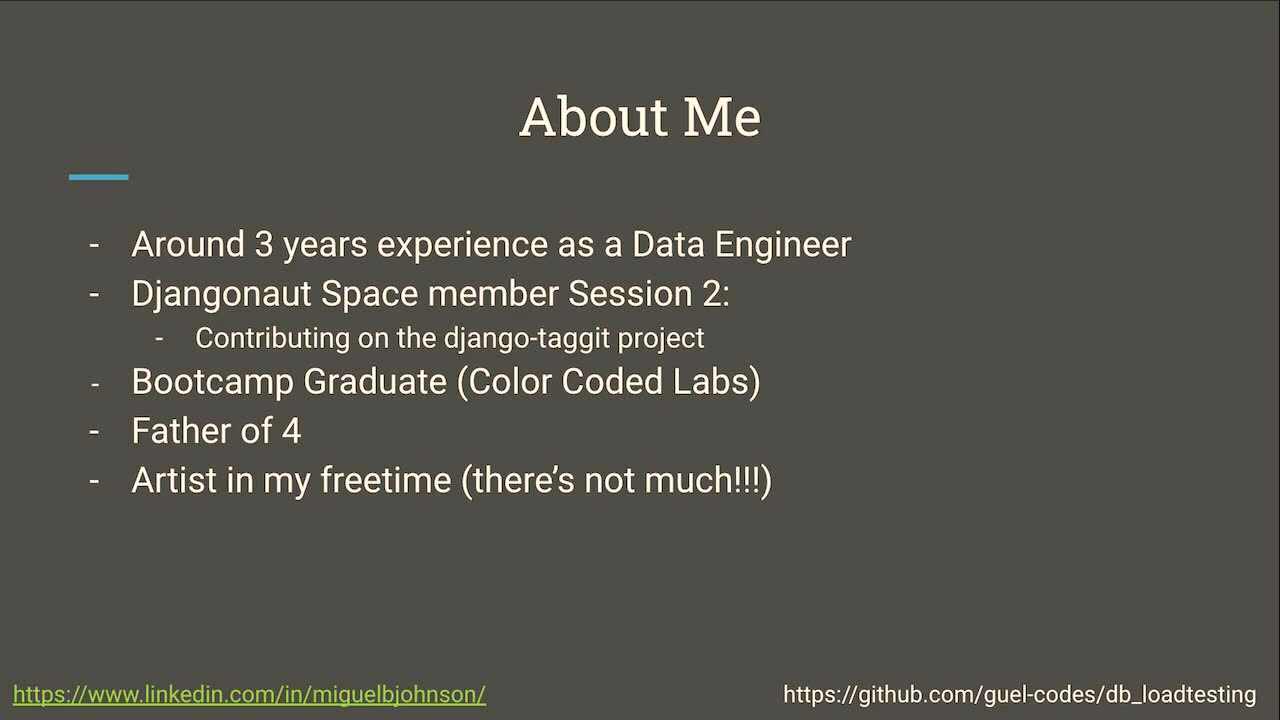 About Me
- Around 3 years experience as a Data Engineer
- Djangonaut Space member Session 2:
- Contributing on the django-taggit project
- Bootcamp Graduate (Color Coded Labs)
- Father of 4
- Artist in my freetime (there’s not much!!!)
https://www.linkedin.com/in/miguelbjohnson/
https://github.com/guel-codes/db_loadtesting